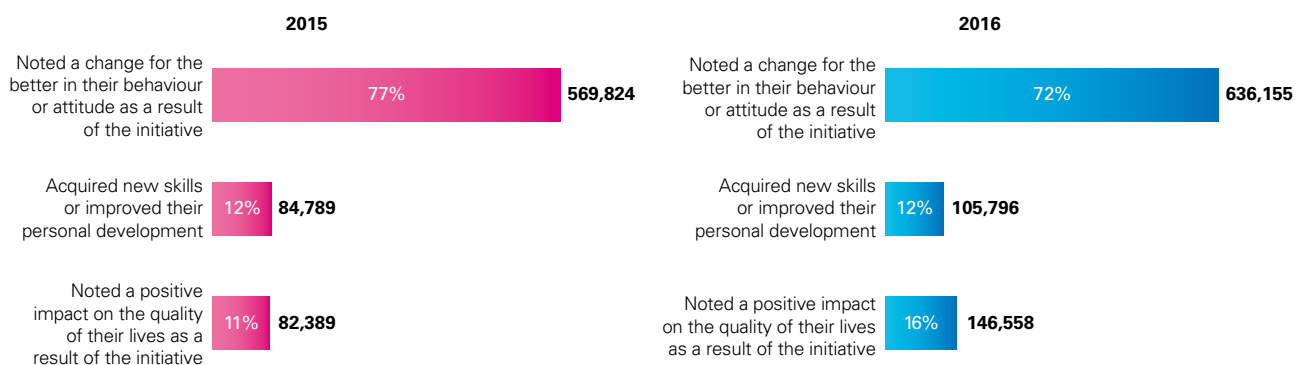 2015
Noted a change for the
better in their behaviour
or attitude as a result
of the initiative
77%
569,824
Acquired new skills
or improved their
personal development
12%
84,789
Noted a positive
impact on the quality
of their lives as a
result of the initiative
11%
82,389
2016
Noted a change for the
better in their behaviour
or attitude as a result
of the initiative
72%
636,155
Acquired new skills
or improved their
personal development
12%
105,796
Noted a positive impact
on the quality of their lives
as a result of the initiative
16%
146,558